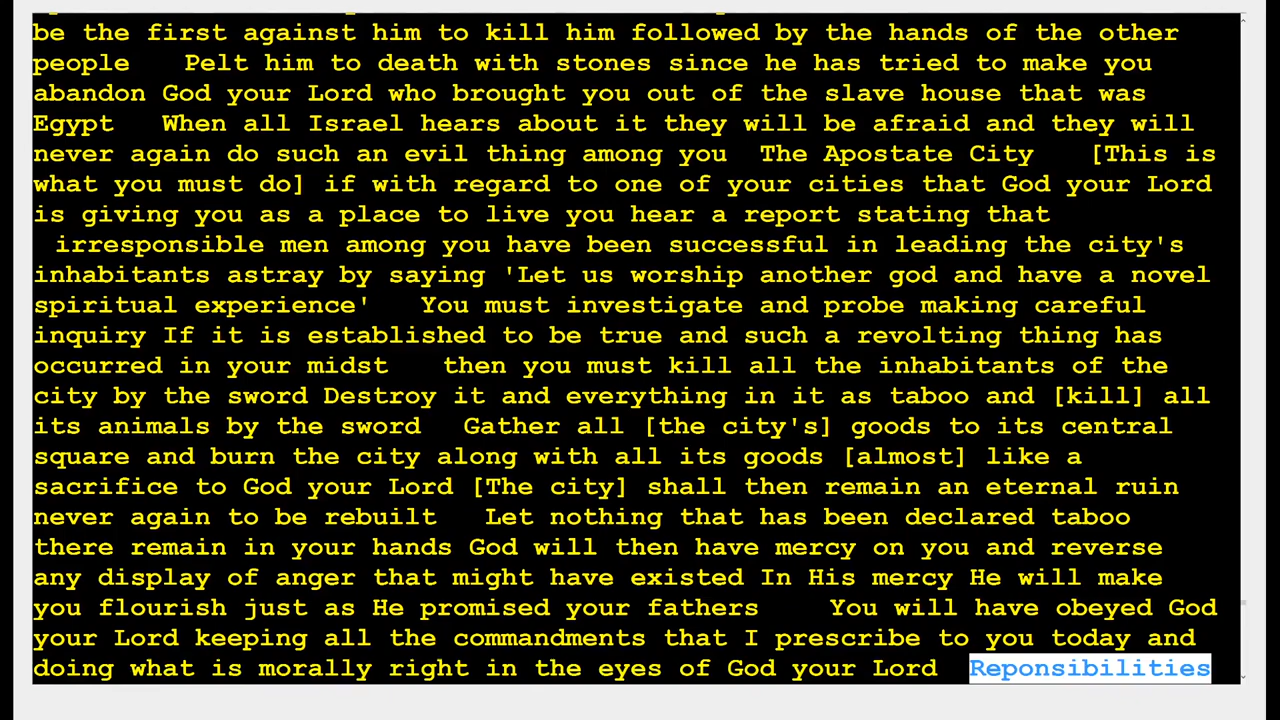 be the first against him to kill him followed by the hands of the other
people Pelt him to death with stones since he has tried to make you
abandon God your Lord who brought you out of the slave house that was
Egypt When all Israel hears about it they will be afraid and they will
never again do such an evil thing among you The Apostate City [This is
what you must do] if with regard to one of your cities that God your Lord
is giving you as a place to live you hear a report stating that
irresponsible men among you have been successful in leading the city's
inhabitants astray by saying 'Let us worship another god and have a novel
spiritual experience' You must investigate and probe making careful
inquiry If it is established to be true and such a revolting thing has
occurred in your midst then you must kill all the inhabitants of the
city by the sword Destroy it and everything in it as taboo and [kill] all
its animals by the sword Gather all [the city's] goods to its central
square and burn the city along with all its goods [almost] like a
sacrifice to God your Lord [The city] shall then remain an eternal ruin
never again to be rebuilt Let nothing that has been declared taboo
there remain in your hands God will then have mercy on you and reverse
any display of anger that might have existed In His mercy He will make
you flourish just as He promised your fathers You will have obeyed God
your Lord keeping all the commandments that I prescribe to you today and
doing what is morally right in the eyes of God your Lord Reponsibilities